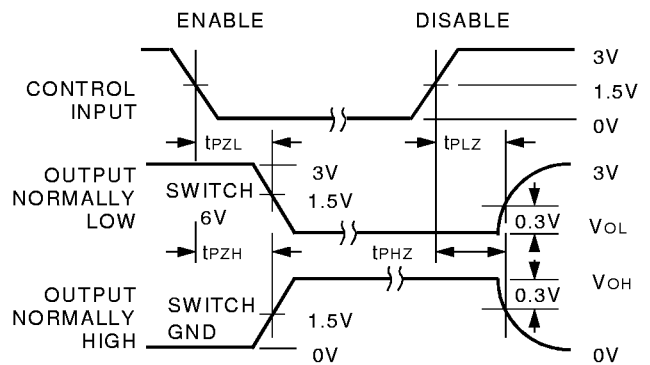 ENABLE DISABLE
CONTROL
INPUT
3V
1.5V
0V
tPZL
tPLZ
OUTPUT
NORMALLY
LOW
SWITCH
6V
3V
1.5V
3V
0.3V
VOL
tPZH
tPHZ
OUTPUT
NORMALLY
HIGH
SWITCH
GND
1.5V
0V
0.3V
VOH
0V